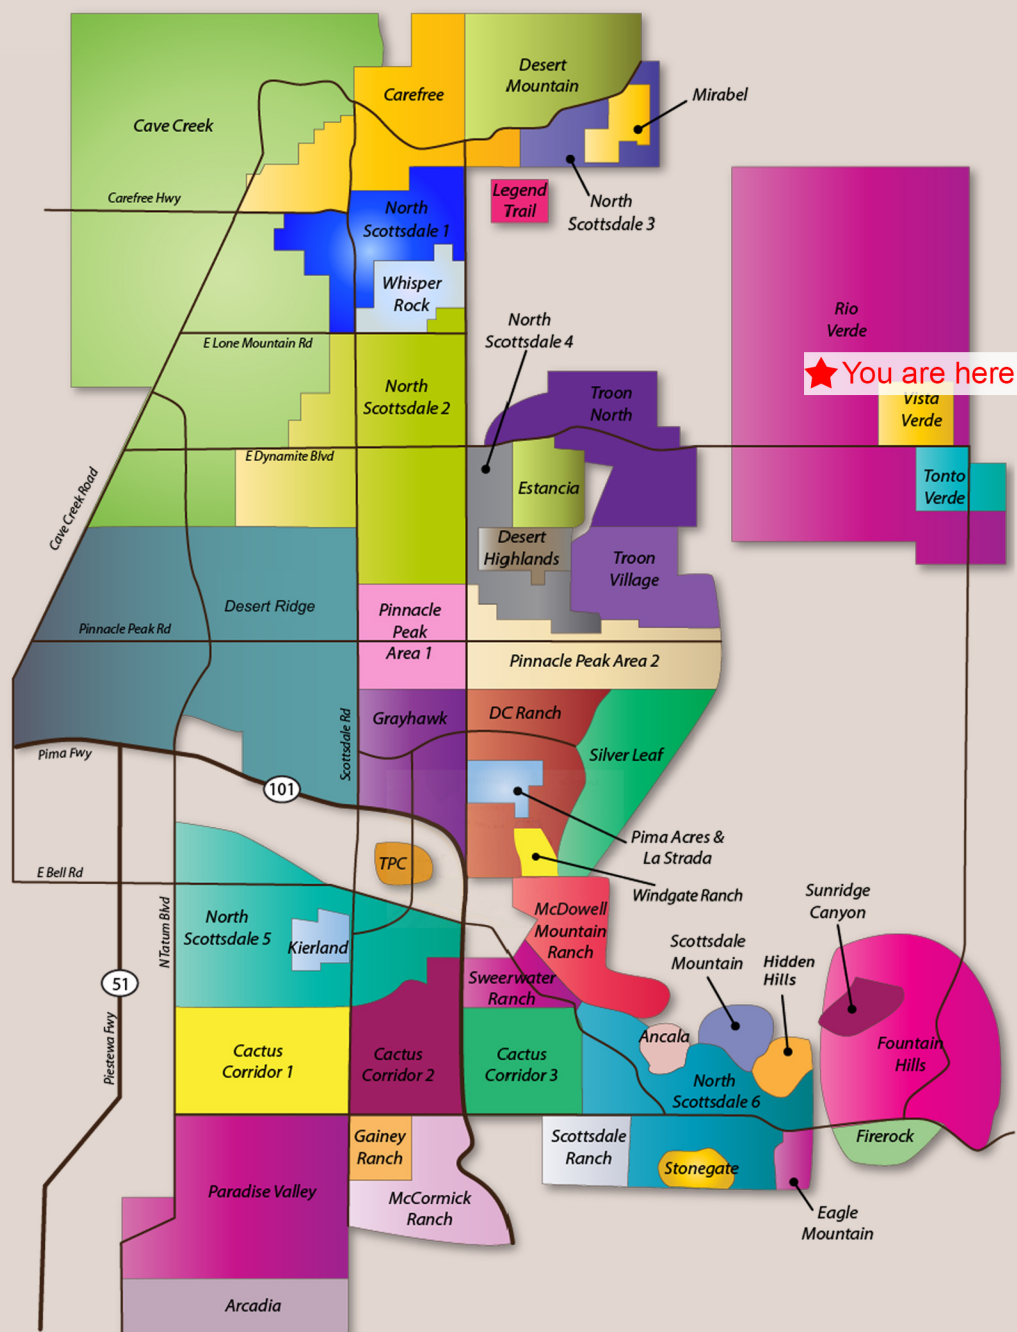 Desert
Mountain
Carefree
Mirabel
Cave Creek
Legend
Trail
Carefree Hwy
North
Scottsdale 1
North
Scottsdale 3
Whisper
Rock
Rio
Verde
North
Scottsdale 4
E Lone Mountain Rd
You are here
North
Scottsdale 2
Troon
North
Vista
Verde
E Dynamite Blvd
Cave Creek Road
Estancia
Tonto
Verde
Desert
Highlands
Troon
Village
Desert Ridge
Pinnacle
Peak
Area 1
Pinnacle Peak Rd
Pinnacle Peak Area 2
Grayhawk
DC Ranch
Scottsdale Rd
Silver Leaf
Pima Fwy
101
Pima Acres &
La Strada
TPC
E Bell Rd
Windgate Ranch
Sunridge
Canyon
N Tatum Blvd
North
Scottsdale 5
Kierland
McDowell
Mountain
Ranch
Scottsdale
Mountain
Hidden
Hills
Sweerwater
Ranch
51
Piestewa Fwy
Ancala
Fountain
Hills
Cactus
Corridor 1
Cactus
Corridor 2
Cactus
Corridor 3
North
Scottsdale 6
Gainey
Ranch
Scottsdale
Ranch
Firerock
Stonegate
Paradise Valley
McCormick
Ranch
Eagle
Mountain
Arcadia